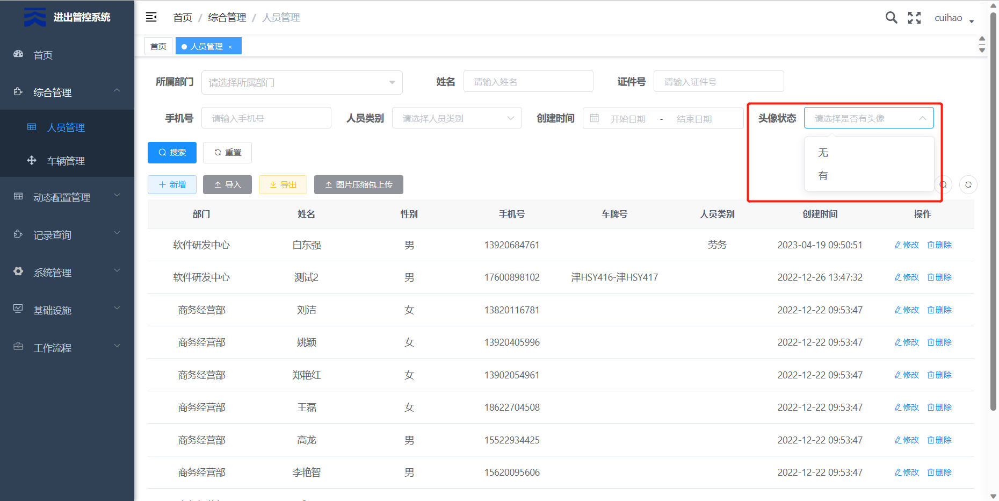 进出管控系统
首页 / 综合管理 / 人员管理
cuihao
首页
人员管理 ×
首页
综合管理
人员管理
车辆管理
动态配置管理
记录查询
系统管理
基础设施
工作流程
所属部门 请选择所属部门 姓名 请输入姓名 证件号 请输入证件号
手机号 请输入手机号 人员类别 请选择人员类别 创建时间 开始日期 - 结束日期 头像状态 请选择是否有头像
无
有
搜索 重置
新增 导入 导出 图片压缩包上传
部门 姓名 性别 手机号 车牌号 人员类别 创建时间 操作
软件研发中心 白东强 男 13920684761 劳务 2023-04-19 09:50:51 修改 删除
软件研发中心 测试2 男 17600898102 津HSY416-津HSY417 2022-12-26 13:47:32 修改 删除
商务经营部 刘洁 女 13820116781 2022-12-22 09:53:47 修改 删除
商务经营部 姚颖 女 13920405996 2022-12-22 09:53:47 修改 删除
商务经营部 郑艳红 女 13902054961 2022-12-22 09:53:47 修改 删除
商务经营部 王磊 女 18622704508 2022-12-22 09:53:47 修改 删除
商务经营部 高龙 男 15522934425 2022-12-22 09:53:47 修改 删除
商务经营部 李艳智 男 15620095606 2022-12-22 09:53:47 修改 删除